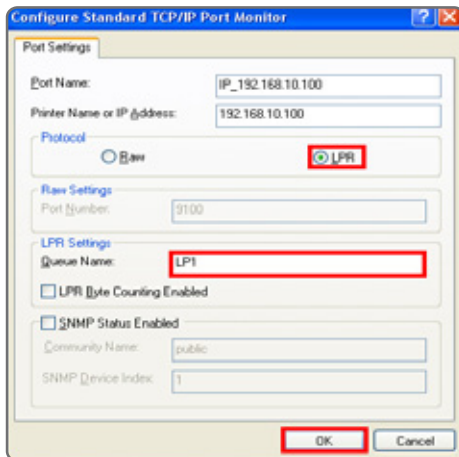 Configure Standard TCP/IP Port Monitor
Port Settings
Port Name: IP_192.168.10.100
Printer Name or IP Address: 192.168.10.100
Protocol
Raw LPR
Raw Settings
Port Number: 9100
LPR Settings
Queue Name: LP1
LPR Byte Counting Enabled
SNMP Status Enabled
Community Name: public
SNMP Device Index: 1
OK Cancel